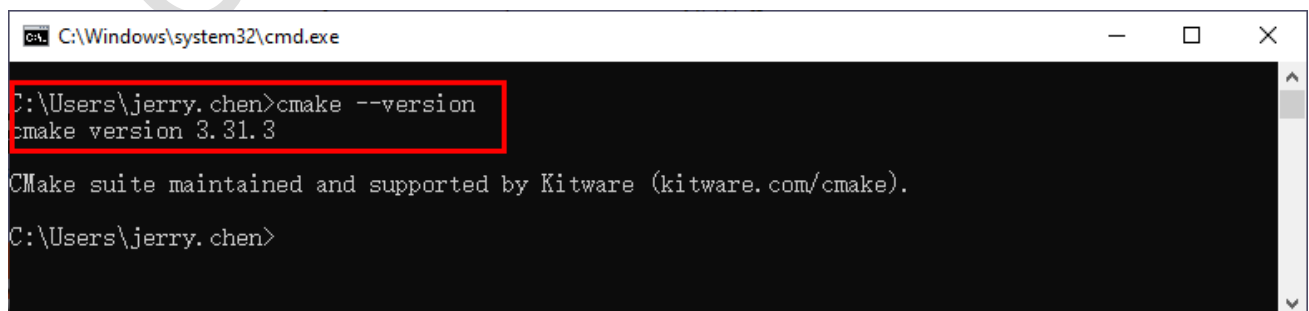 C:\Windows\system32\cmd.exe
C:\Users\jerry.chen>cmake --version
cmake version 3.31.3
CMake suite maintained and supported by Kitware (kitware.com/cmake).
C:\Users\jerry.chen>